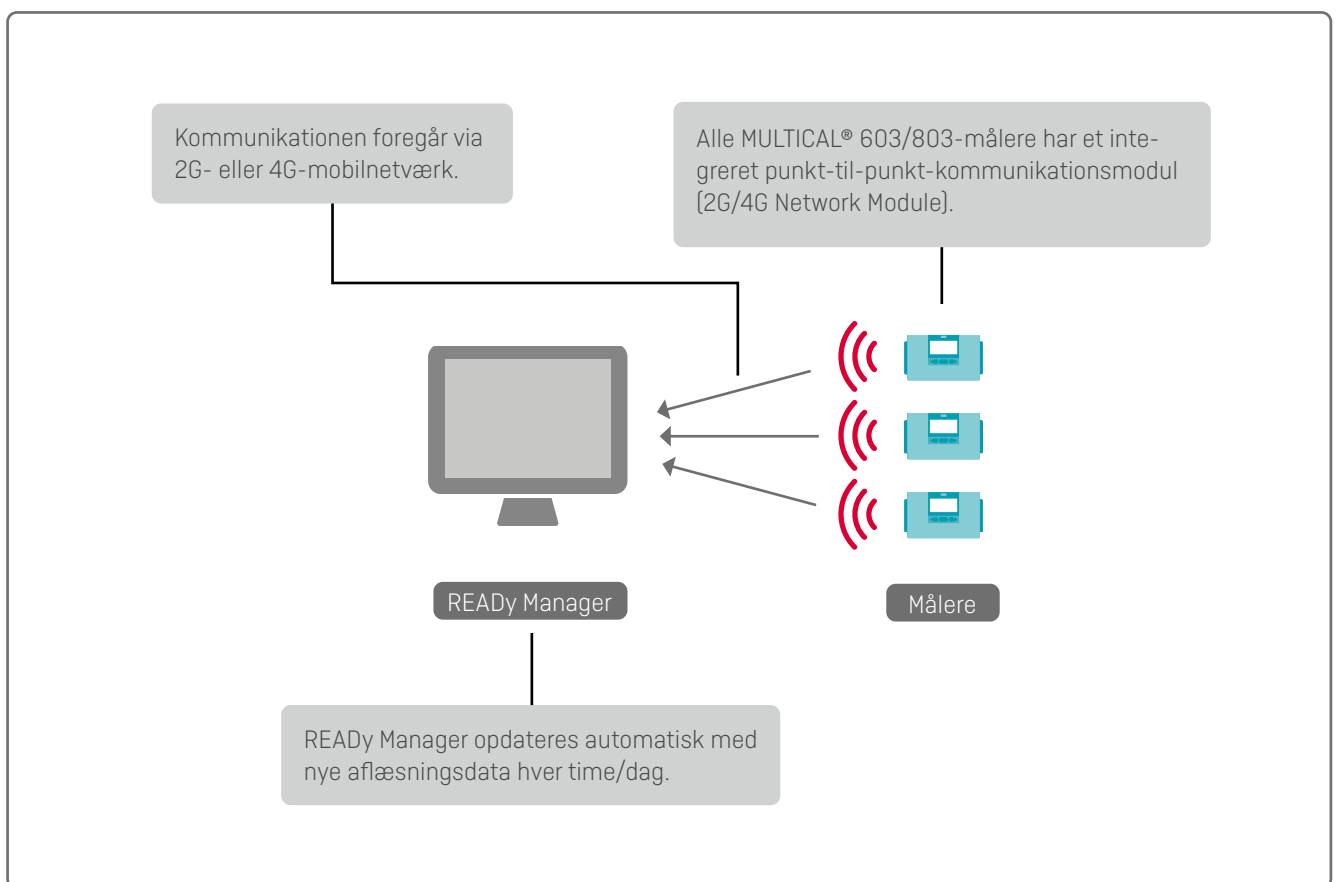 Kommunikationen foregår via
2G- eller 4G-mobilnetværk.
Alle MULTICAL® 603/803-målere har et inte-
greret punkt-til-punkt-kommunikationsmodul
(2G/4G Network Module).
READy Manager
Målere
READy Manager opdateres automatisk med
nye aflæsningsdata hver time/dag.